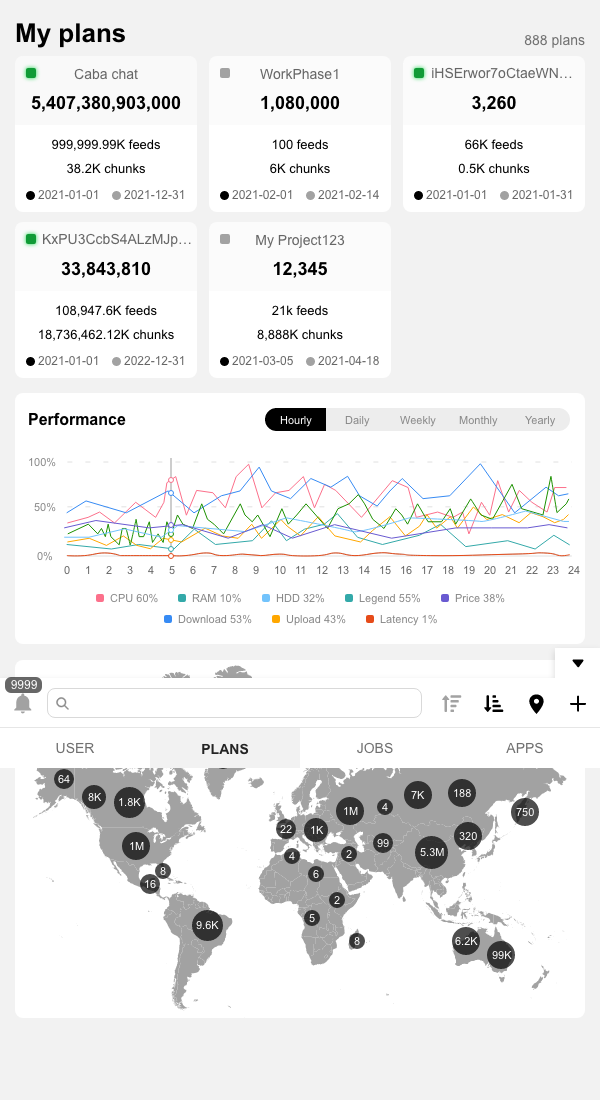 My plans
888 plans
Caba chat
5,407,380,903,000
999,999.99K feeds
38.2K chunks
2021-01-01 2021-12-31
WorkPhase1
1,080,000
100 feeds
6K chunks
2021-02-01 2021-02-14
iHSErwor7oCtaeWN...
3,260
66K feeds
0.5K chunks
2021-01-01 2021-01-31
KxPU3CcbS4ALzMJp...
33,843,810
108,947.6K feeds
18,736,462.12K chunks
2021-01-01 2022-12-31
My Project123
12,345
21k feeds
8,888K chunks
2021-03-05 2021-04-18
Performance
Hourly Daily Weekly Monthly Yearly
100%
50%
0%
0 1 2 3 4 5 6 7 8 9 10 11 12 13 14 15 16 17 18 19 20 21 22 23 24
CPU 60% RAM 10% HDD 32% Legend 55% Price 38%
Download 53% Upload 43% Latency 1%
9999
USER PLANS JOBS APPS
64
8K
1.8K
1M
8
16
9.6K
22
1K
1M
4
7K
188
750
320
99
5.3M
2
4
6
2
5
8
6.2K
99K